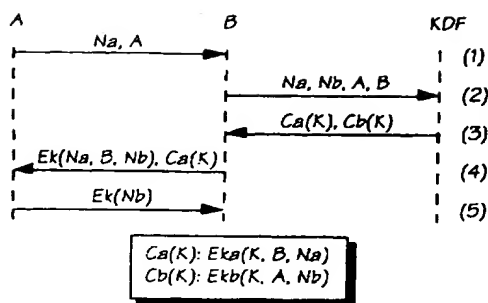 A B KDF
Na, A (1)
Na, Nb, A, B (2)
Ca(K), Cb(K) (3)
Ek(Na, B, Nb), Ca(K) (4)
Ek(Nb) (5)
Ca(K): Eka(K, B, Na)
Cb(K): Ekb(K, A, Nb)